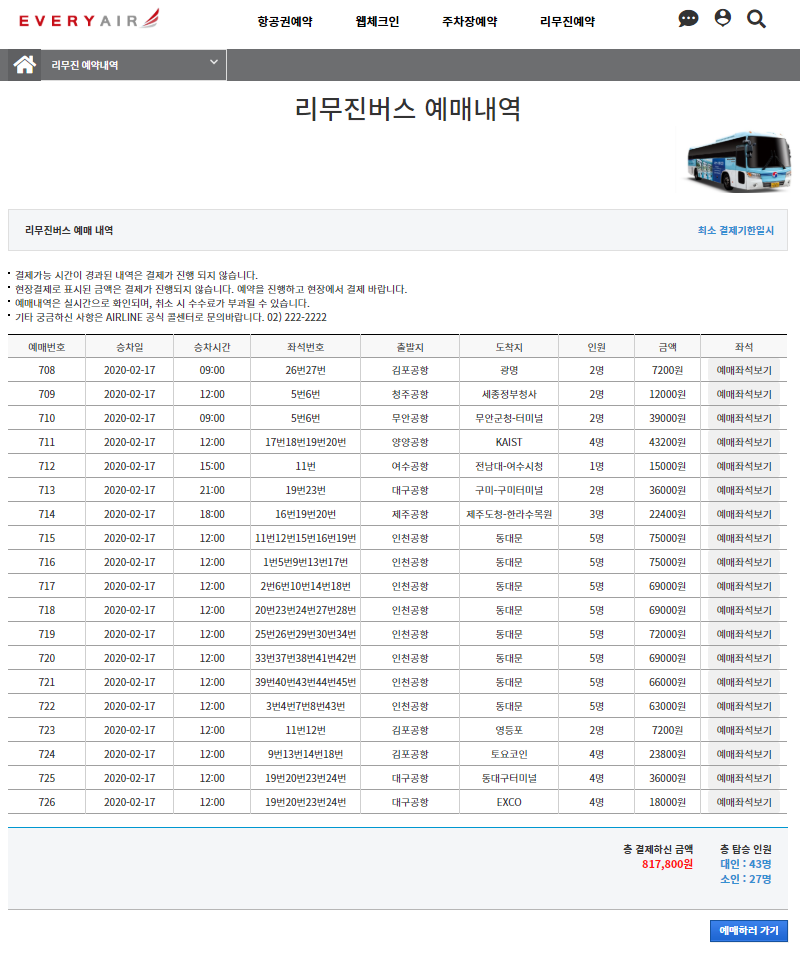 EVERYAIR 항공권예약 웹체크인 주차장예약 리무진예약
리무진 예약내역
리무진버스 예매내역
리무진버스 예매 내역 최소 결제기한일시
결제가능 시간이 경과된 내역은 결제가 진행 되지 않습니다.
현장결제로 표시된 금액은 결제가 진행되지 않습니다. 예약을 진행하고 현장에서 결제 바랍니다.
예매내역은 실시간으로 확인되며, 취소 시 수수료가 부과될 수 있습니다.
기타 궁금하신 사항은 AIRLINE 공식 콜센터로 문의바랍니다. 02) 222-2222
예매번호 승차일 승차시간 좌석번호 출발지 도착지 인원 금액 좌석
708 2020-02-17 09:00 26번27번 김포공항 광명 2명 7200원 예매좌석보기
709 2020-02-17 12:00 5번6번 청주공항 세종정부청사 2명 12000원 예매좌석보기
710 2020-02-17 09:00 5번6번 무안공항 무안군청-터미널 2명 39000원 예매좌석보기
711 2020-02-17 12:00 17번18번19번20번 양양공항 KAIST 4명 43200원 예매좌석보기
712 2020-02-17 15:00 11번 여수공항 전남대-여수시청 1명 15000원 예매좌석보기
713 2020-02-17 21:00 19번23번 대구공항 구미-구미터미널 2명 36000원 예매좌석보기
714 2020-02-17 18:00 16번19번20번 제주공항 제주도청-한라수목원 3명 22400원 예매좌석보기
715 2020-02-17 12:00 11번12번15번16번19번 인천공항 동대문 5명 75000원 예매좌석보기
716 2020-02-17 12:00 1번5번9번13번17번 인천공항 동대문 5명 75000원 예매좌석보기
717 2020-02-17 12:00 2번6번10번14번18번 인천공항 동대문 5명 69000원 예매좌석보기
718 2020-02-17 12:00 20번23번24번27번28번 인천공항 동대문 5명 69000원 예매좌석보기
719 2020-02-17 12:00 25번26번29번30번34번 인천공항 동대문 5명 72000원 예매좌석보기
720 2020-02-17 12:00 33번37번38번41번42번 인천공항 동대문 5명 69000원 예매좌석보기
721 2020-02-17 12:00 39번40번43번44번45번 인천공항 동대문 5명 66000원 예매좌석보기
722 2020-02-17 12:00 3번4번7번8번43번 인천공항 동대문 5명 63000원 예매좌석보기
723 2020-02-17 12:00 11번12번 김포공항 영등포 2명 7200원 예매좌석보기
724 2020-02-17 12:00 9번13번14번18번 김포공항 토요코인 4명 23800원 예매좌석보기
725 2020-02-17 12:00 19번20번23번24번 대구공항 동대구터미널 4명 36000원 예매좌석보기
726 2020-02-17 12:00 19번20번23번24번 대구공항 EXCO 4명 18000원 예매좌석보기
총 결제하신 금액 총 탑승 인원
817,800원 대인 : 43명
소인 : 27명
예매하러 가기